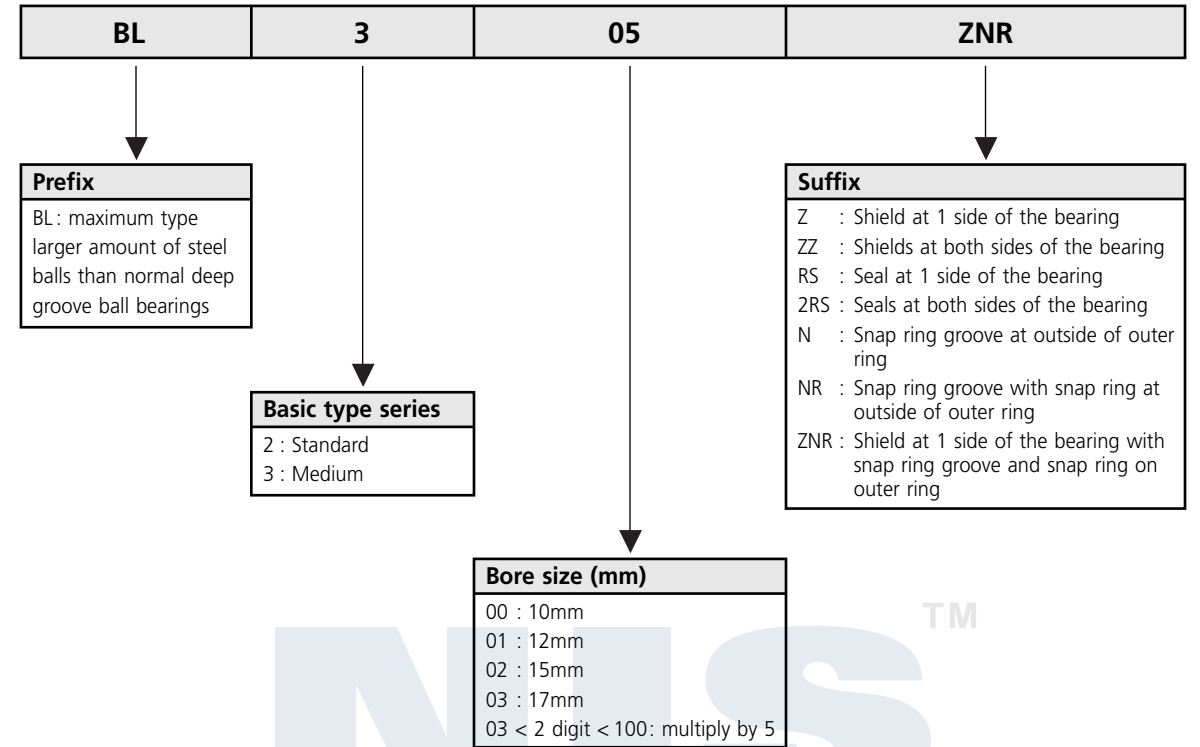 BL 3 05 ZNR
Prefix
BL : maximum type
larger amount of steel
balls than normal deep
groove ball bearings
Basic type series
2 : Standard
3 : Medium
Bore size (mm)
00 : 10mm
01 : 12mm
02 : 15mm
03 : 17mm
03 < 2 digit < 100: multiply by 5
Suffix
Z : Shield at 1 side of the bearing
ZZ : Shields at both sides of the bearing
RS : Seal at 1 side of the bearing
2RS : Seals at both sides of the bearing
N : Snap ring groove at outside of outer
ring
NR : Snap ring groove with snap ring at
outside of outer ring
ZNR : Shield at 1 side of the bearing with
snap ring groove and snap ring on
outer ring
TM